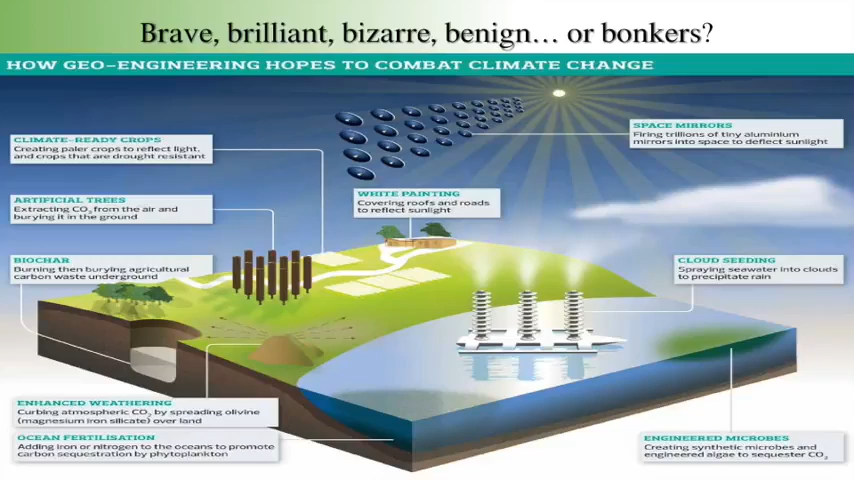 Brave, brilliant, bizarre, benign… or bonkers?
HOW GEO-ENGINEERING HOPES TO COMBAT CLIMATE CHANGE
CLIMATE-READY CROPS
Creating paler crops to reflect light,
and crops that are drought resistant
SPACE MIRRORS
Firing trillions of tiny aluminium
mirrors into space to deflect sunlight
ARTIFICIAL TREES
Extracting CO₂ from the air and
burying it in the ground
WHITE PAINTING
Covering roofs and roads
to reflect sunlight
BIOCHAR
Burning then burying agricultural
carbon waste underground
CLOUD SEEDING
Spraying seawater into clouds
to precipitate rain
ENHANCED WEATHERING
Curbing atmospheric CO₂ by spreading olivine
(magnesium iron silicate) over land
OCEAN FERTILISATION
Adding iron or nitrogen to the oceans to promote
carbon sequestration by phytoplankton
ENGINEERED MICROBES
Creating synthetic microbes and
engineered algae to sequester CO₂